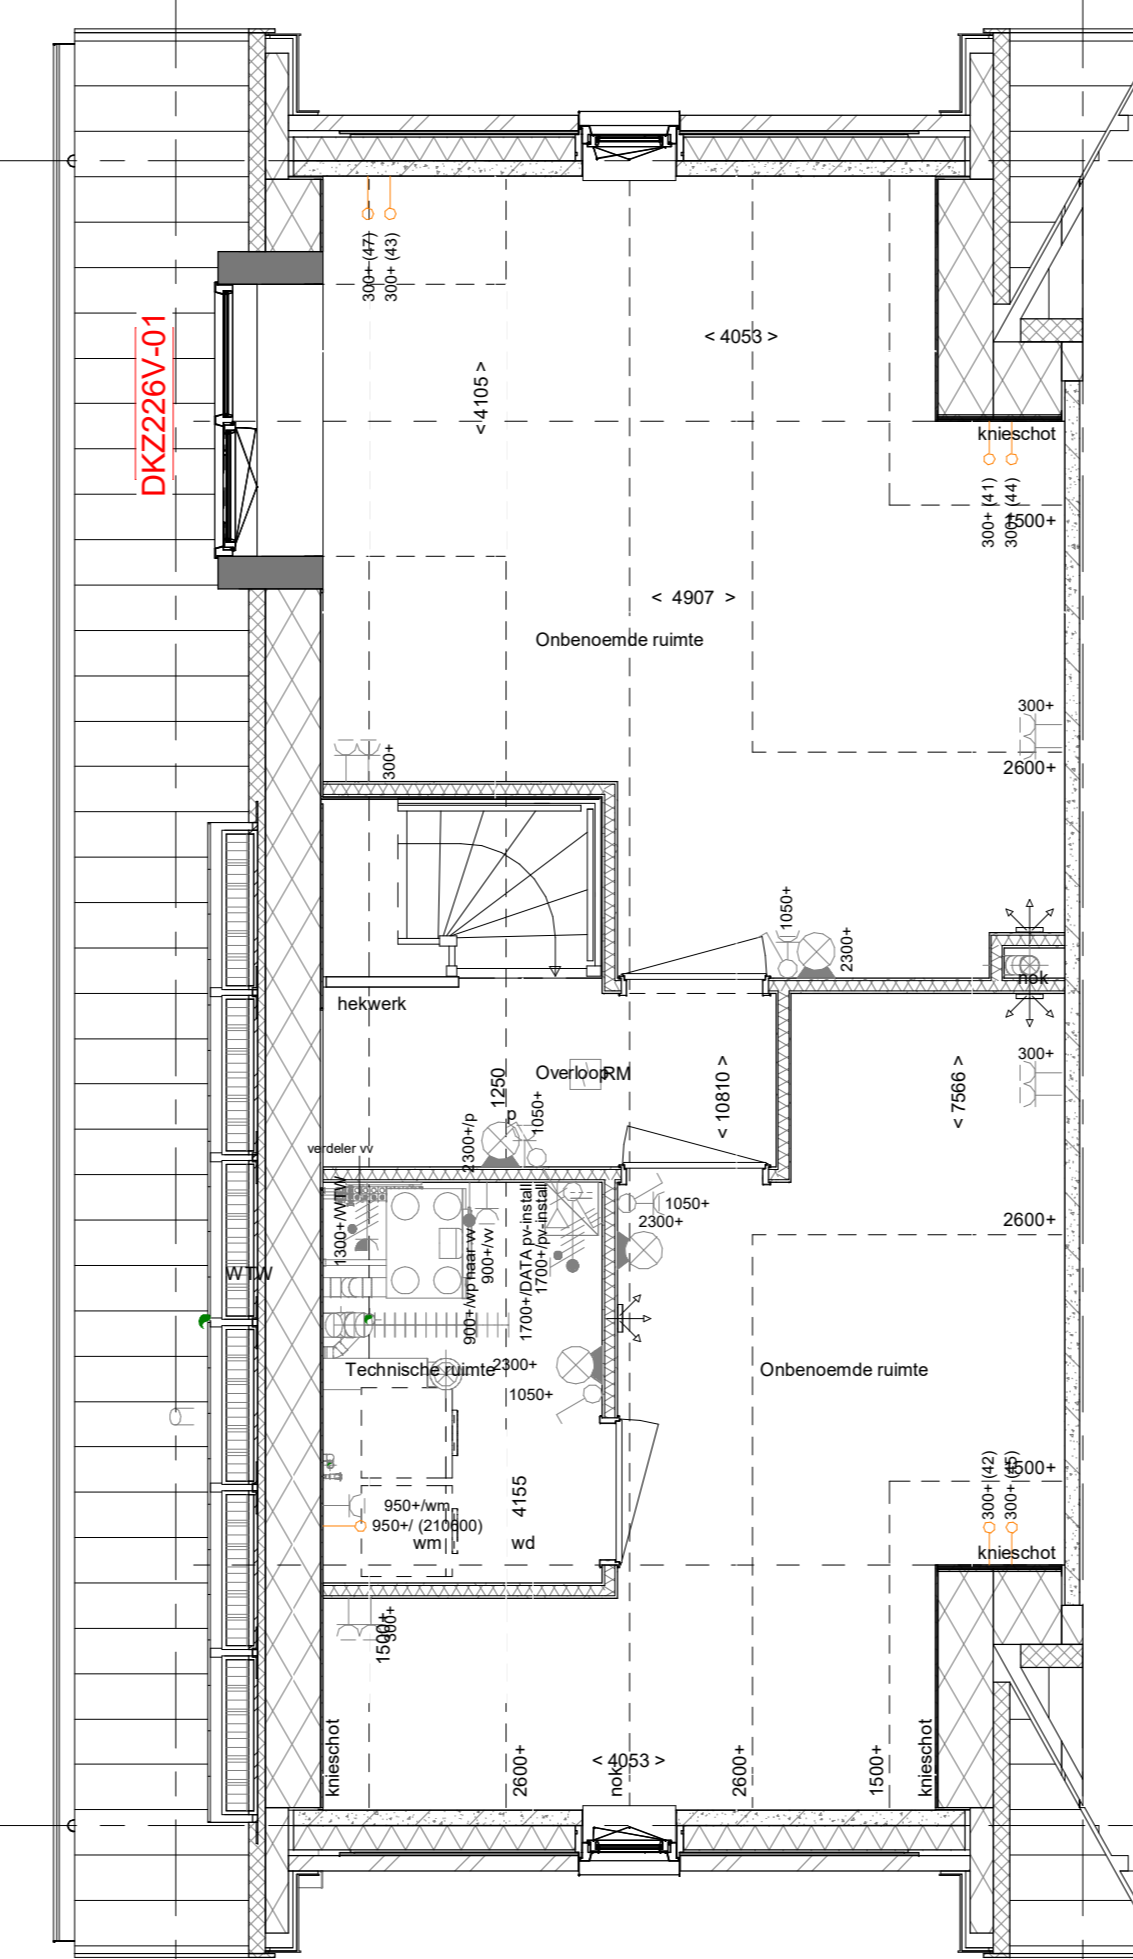 300+ (47)
300+ (43)
DKZ226V-01
< 4053 >
< 4105 >
knieschot
300+ (41)
300+ (44)
1500+
< 4907 >
Onbenoemde ruimte
300+
2600+
300+
1050+
2300+
nok
hekwerk
Overloop
RM
1250
p
1050+
2300+/p
< 10810 >
< 7566 >
300+
verdeler vv
1300+/WTW
900+/wp naar vv
900+/vv
1700+/DATA pv-install
1700+/pv-install
1050+
2300+
2600+
WTW
Technische ruimte
2300+
1050+
Onbenoemde ruimte
4155
950+/wm
950+/ (210600)
wm
wd
300+ (42)
300+ (45)
1500+
knieschot
1500+
300+
knieschot
2600+
< 4053 >
nok
2600+
1500+
knieschot